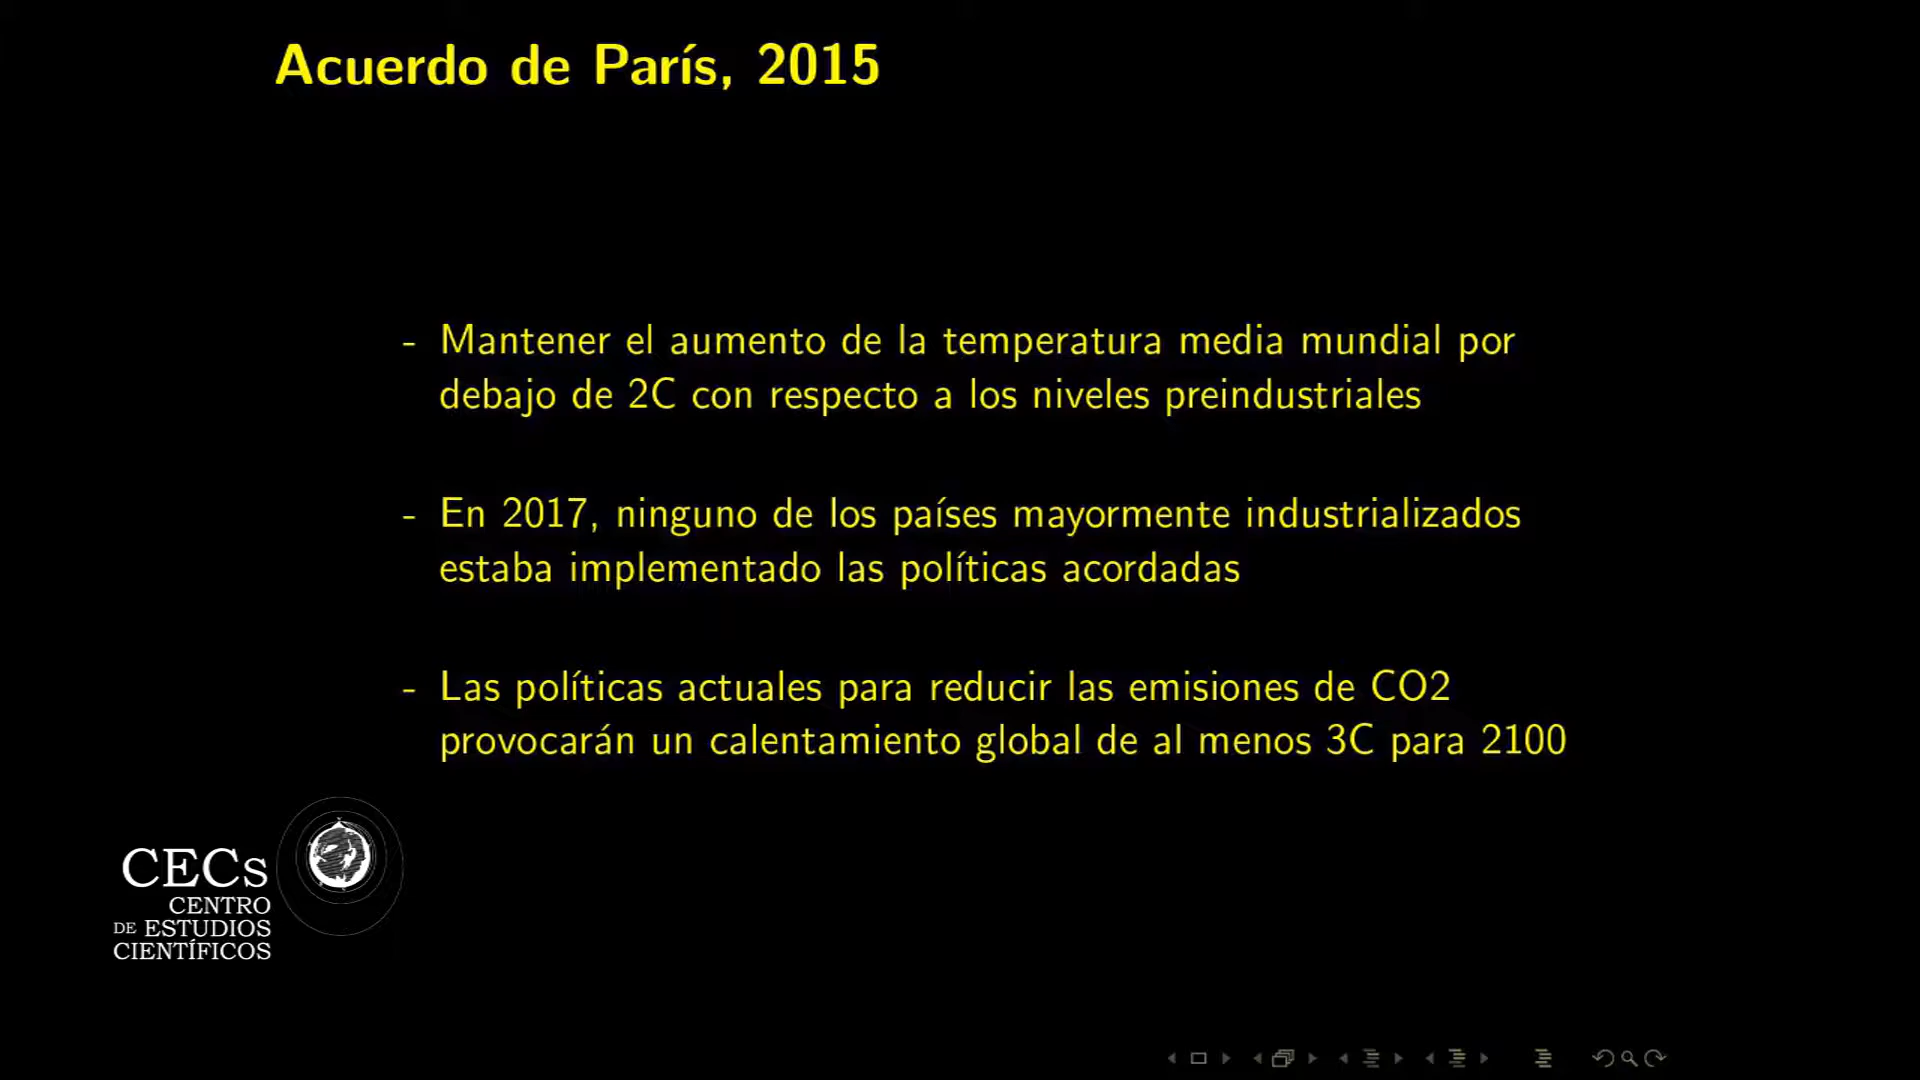 Acuerdo de París, 2015
- Mantener el aumento de la temperatura media mundial por
debajo de 2C con respecto a los niveles preindustriales
- En 2017, ninguno de los países mayormente industrializados
estaba implementado las políticas acordadas
- Las políticas actuales para reducir las emisiones de CO2
provocarán un calentamiento global de al menos 3C para 2100
CECs
CENTRO
DE ESTUDIOS
CIENTÍFICOS